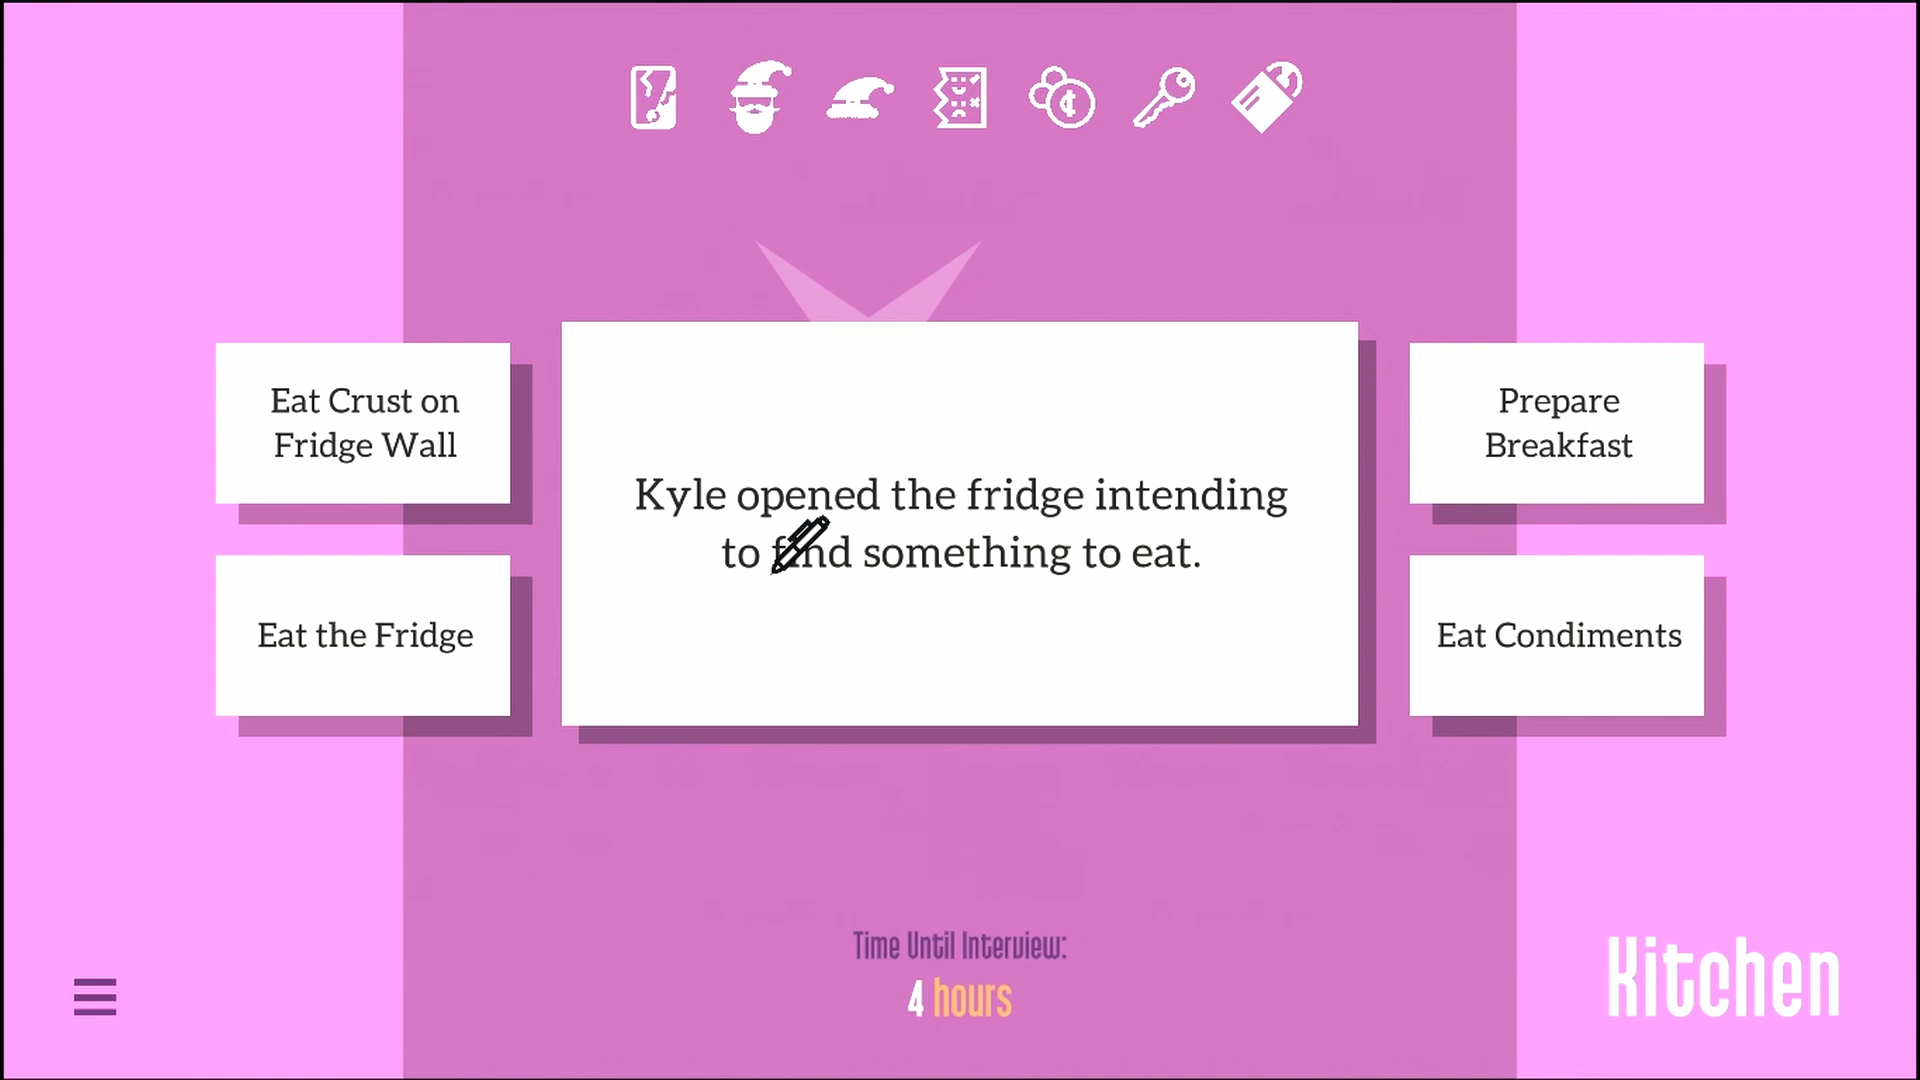 Eat Crust on
Fridge Wall
Eat the Fridge
Kyle opened the fridge intending
to find something to eat.
Prepare
Breakfast
Eat Condiments
Time Until Interview:
4 hours
Kitchen